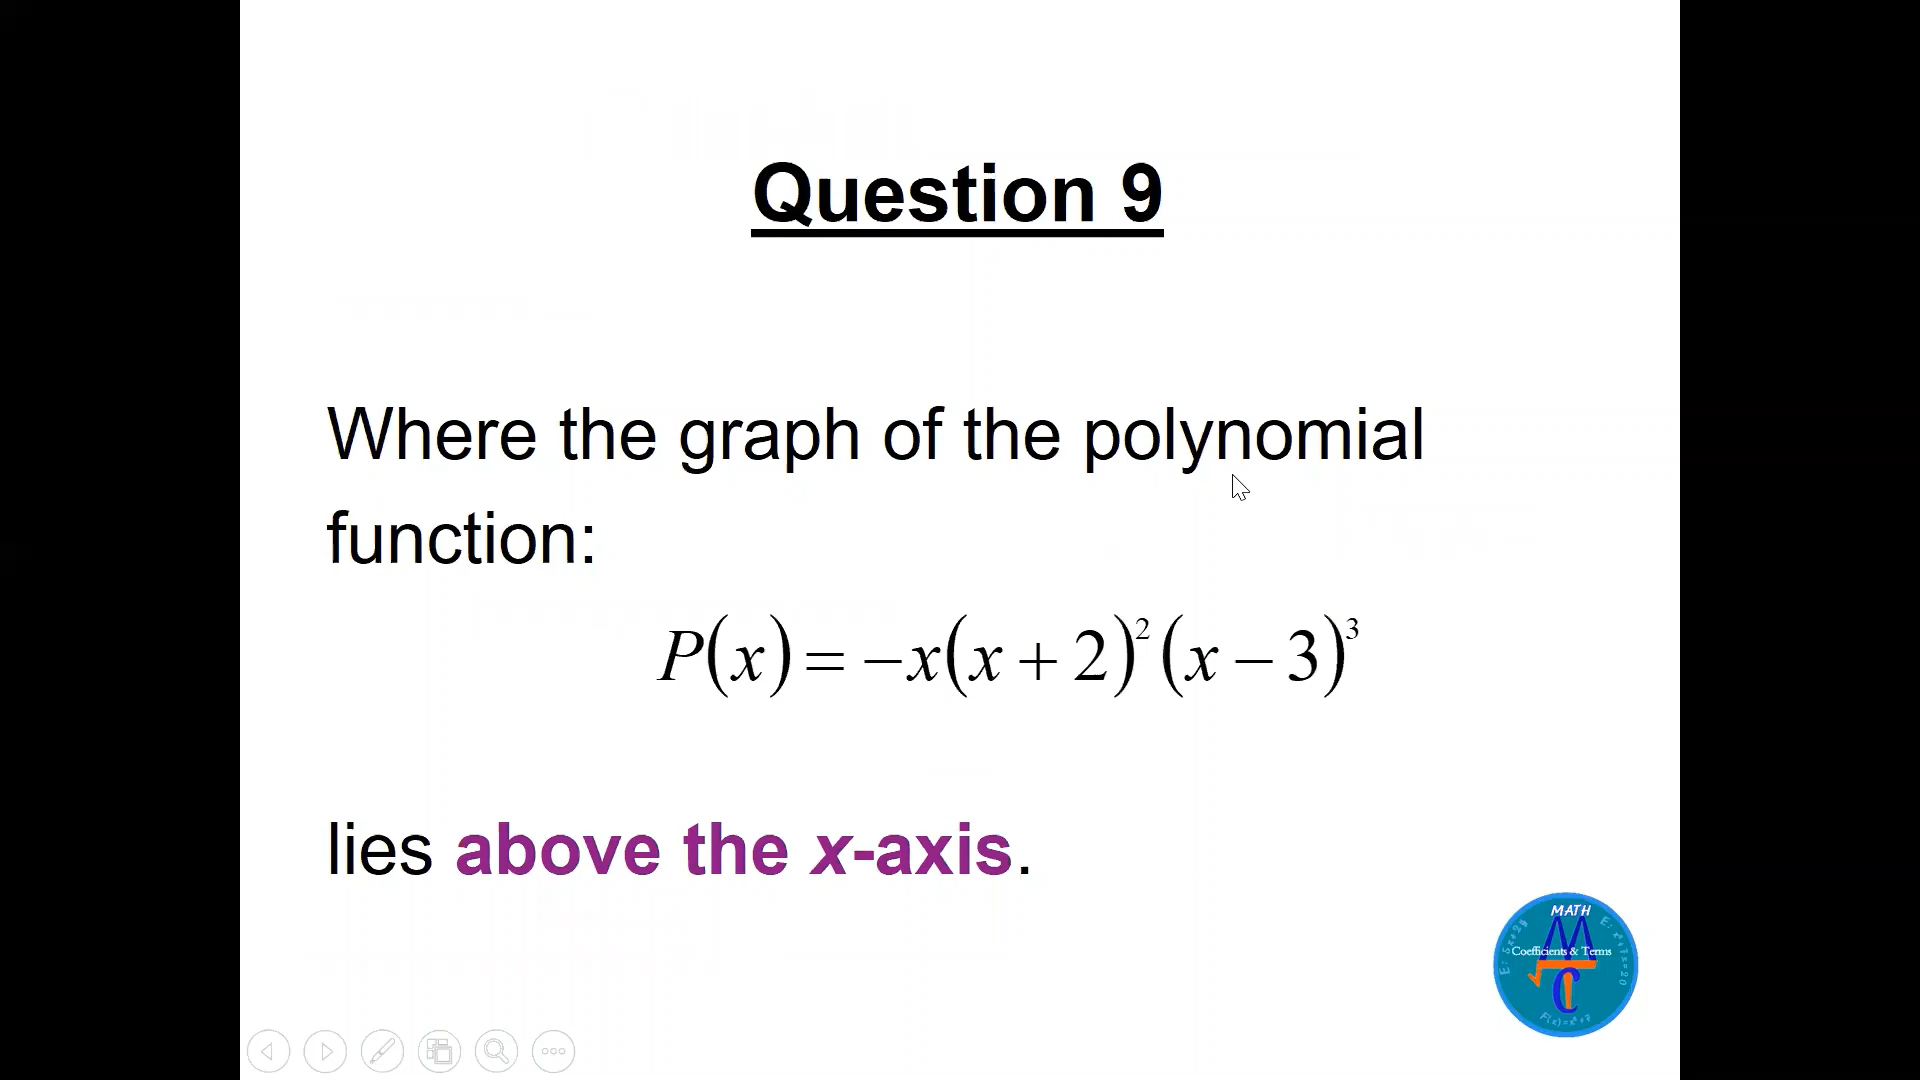 Question 9
Where the graph of the polynomial
function:
P(x) = −x(x + 2)²(x − 3)³
lies above the x-axis.
MATH
Coefficients & Terms